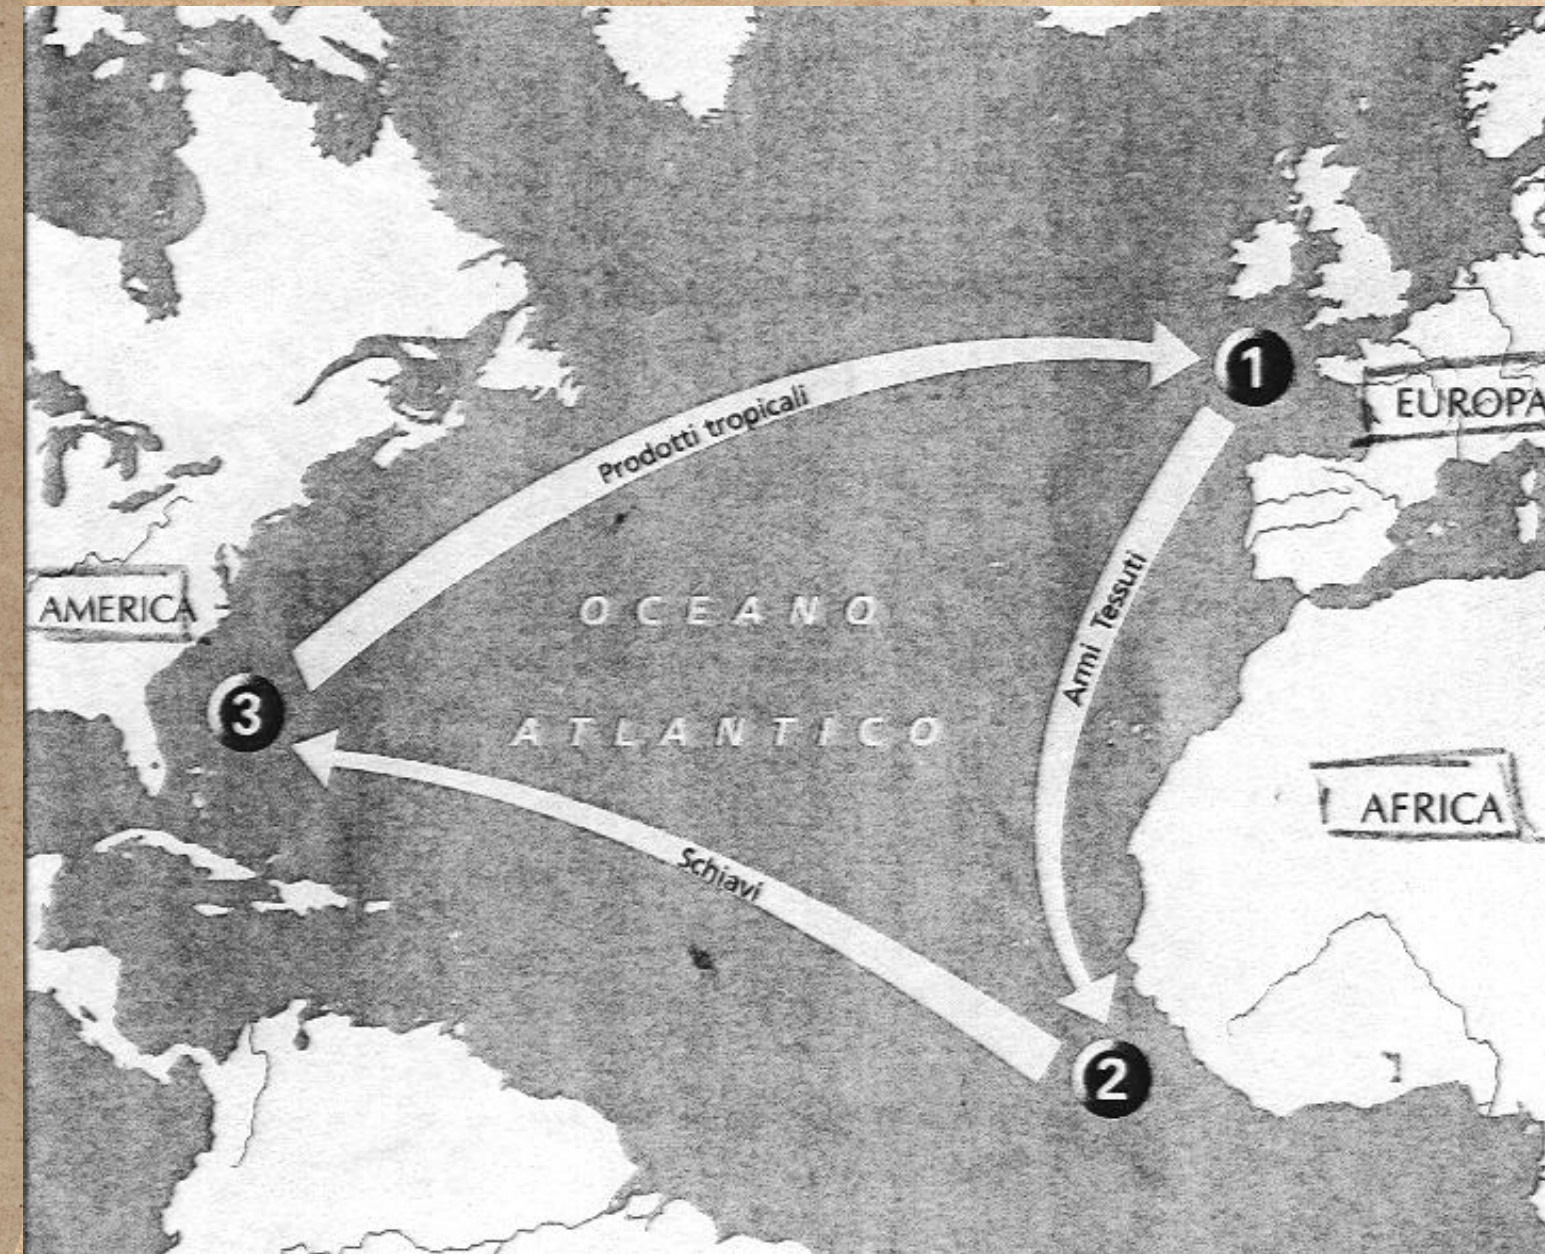 1
EUROPA
Prodotti tropicali
Armi Tessuti
OCEANO
AMERICA
3
ATLANTICO
AFRICA
Schiavi
2